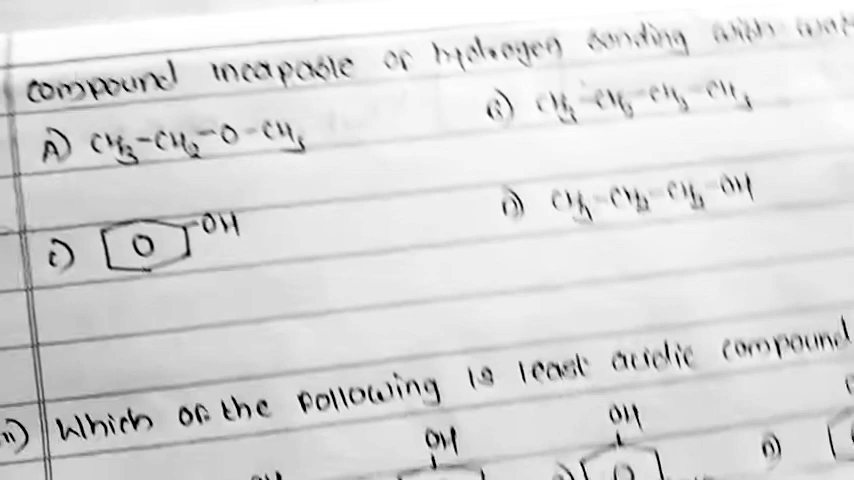 compound incapable of hydrogen bonding with
A) CH3-CH2-O-CH3
B) CH3-CH2-CH2-CH3
C) O -OH
D) CH3-CH2-CH2-OH
ii) Which of the following is least acidic compound
OH
OH